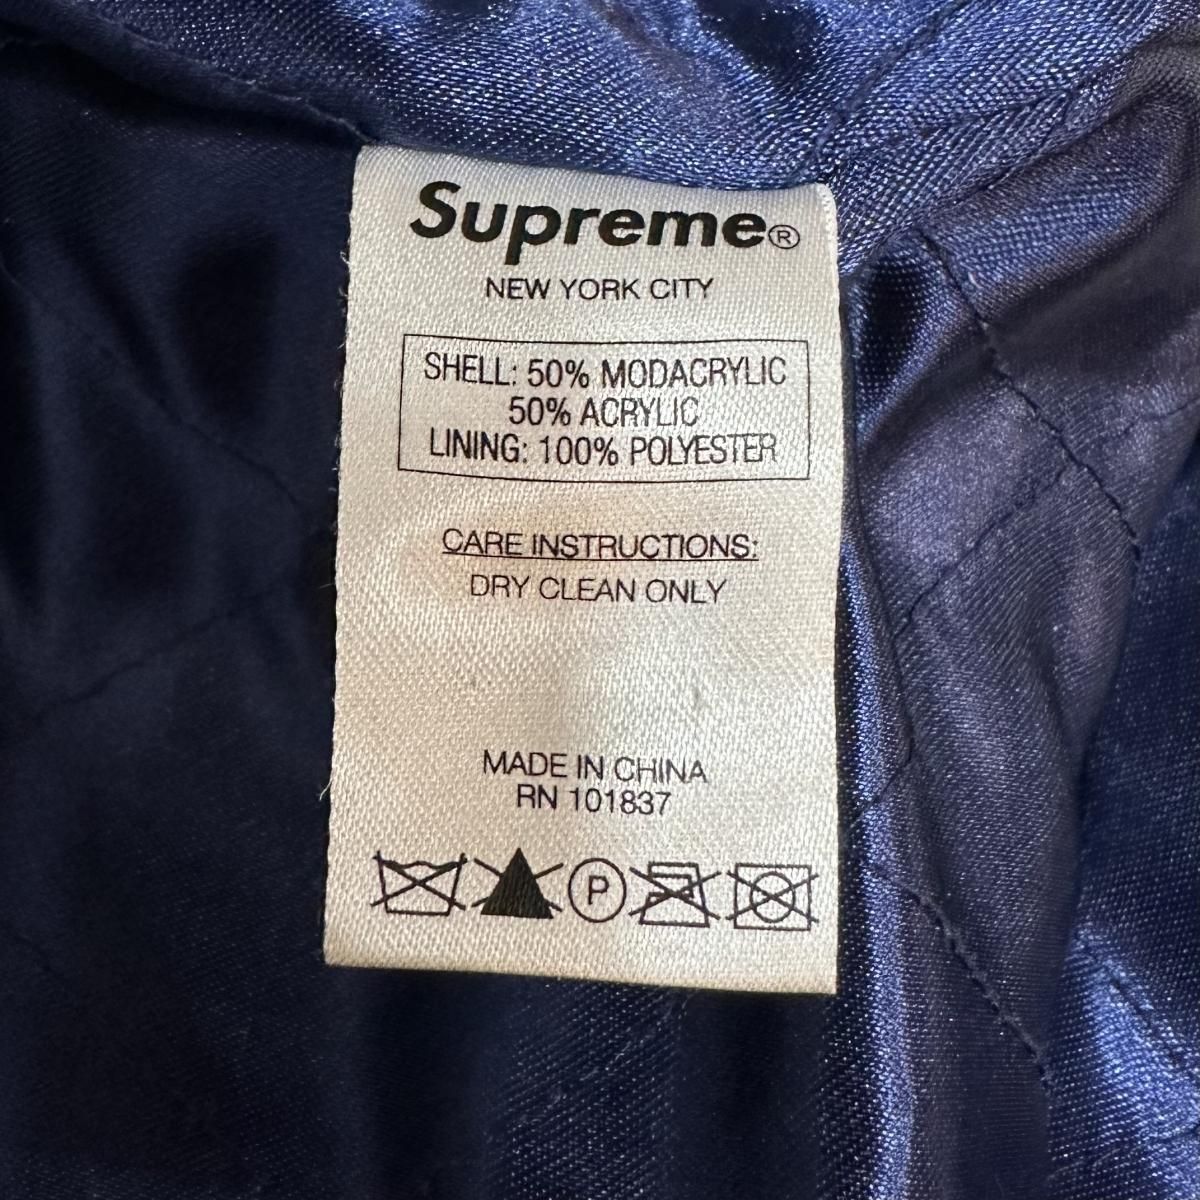 Supreme®
NEW YORK CITY
SHELL: 50% MODACRYLIC
50% ACRYLIC
LINING: 100% POLYESTER
CARE INSTRUCTIONS:
DRY CLEAN ONLY
MADE IN CHINA
RN 101837
P